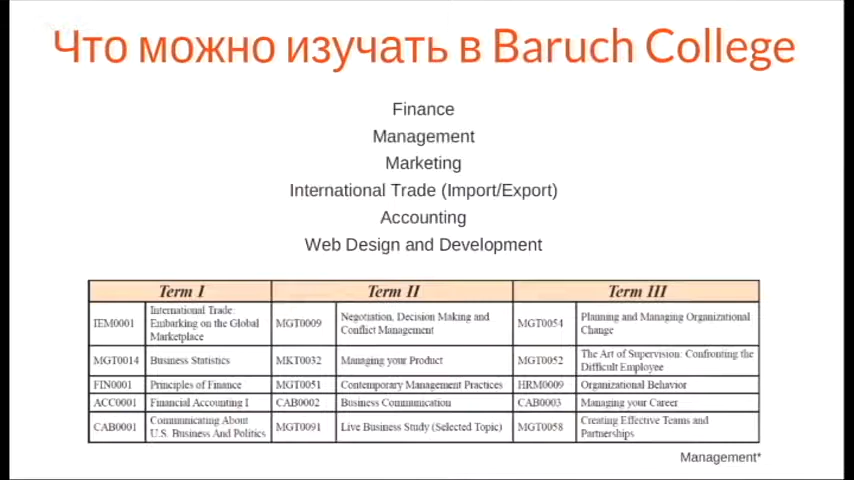 Что можно изучать в Baruch College
Finance
Management
Marketing
International Trade (Import/Export)
Accounting
Web Design and Development
Term I Term II Term III
IEM0001 International Trade: Embarking on the Global Marketplace MGT0009 Negotiation, Decision Making and Conflict Management MGT0054 Planning and Managing Organizational Change
MGT0014 Business Statistics MKT0032 Managing your Product MGT0052 The Art of Supervision: Confronting the Difficult Employee
FIN0001 Principles of Finance MGT0051 Contemporary Management Practices HRM0009 Organizational Behavior
ACC0001 Financial Accounting I CAB0002 Business Communication CAB0003 Managing your Career
CAB0001 Communicating About U.S. Business And Politics MGT0091 Live Business Study (Selected Topic) MGT0058 Creating Effective Teams and Partnerships
Management*